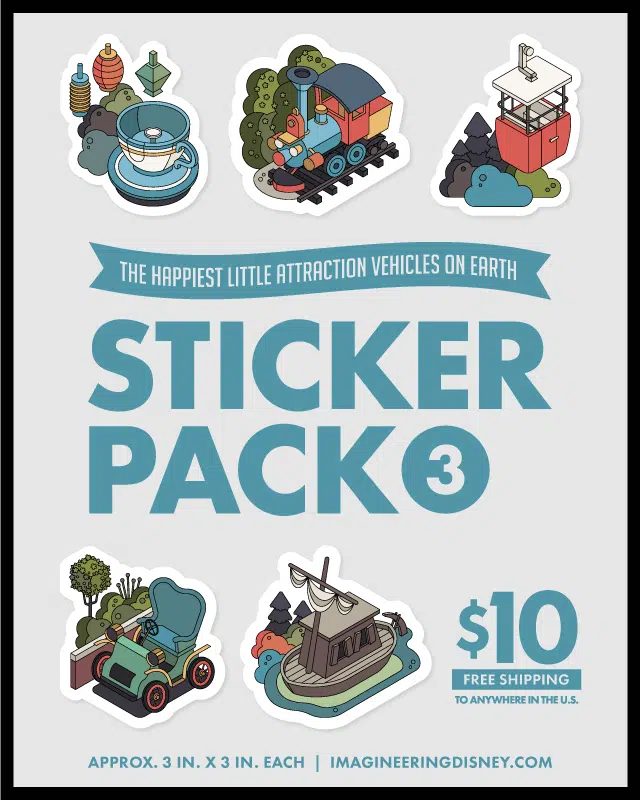 THE HAPPIEST LITTLE ATTRACTION VEHICLES ON EARTH
STICKER
PACK 3
$10
FREE SHIPPING
TO ANYWHERE IN THE U.S.
APPROX. 3 IN. X 3 IN. EACH | IMAGINEERINGDISNEY.COM